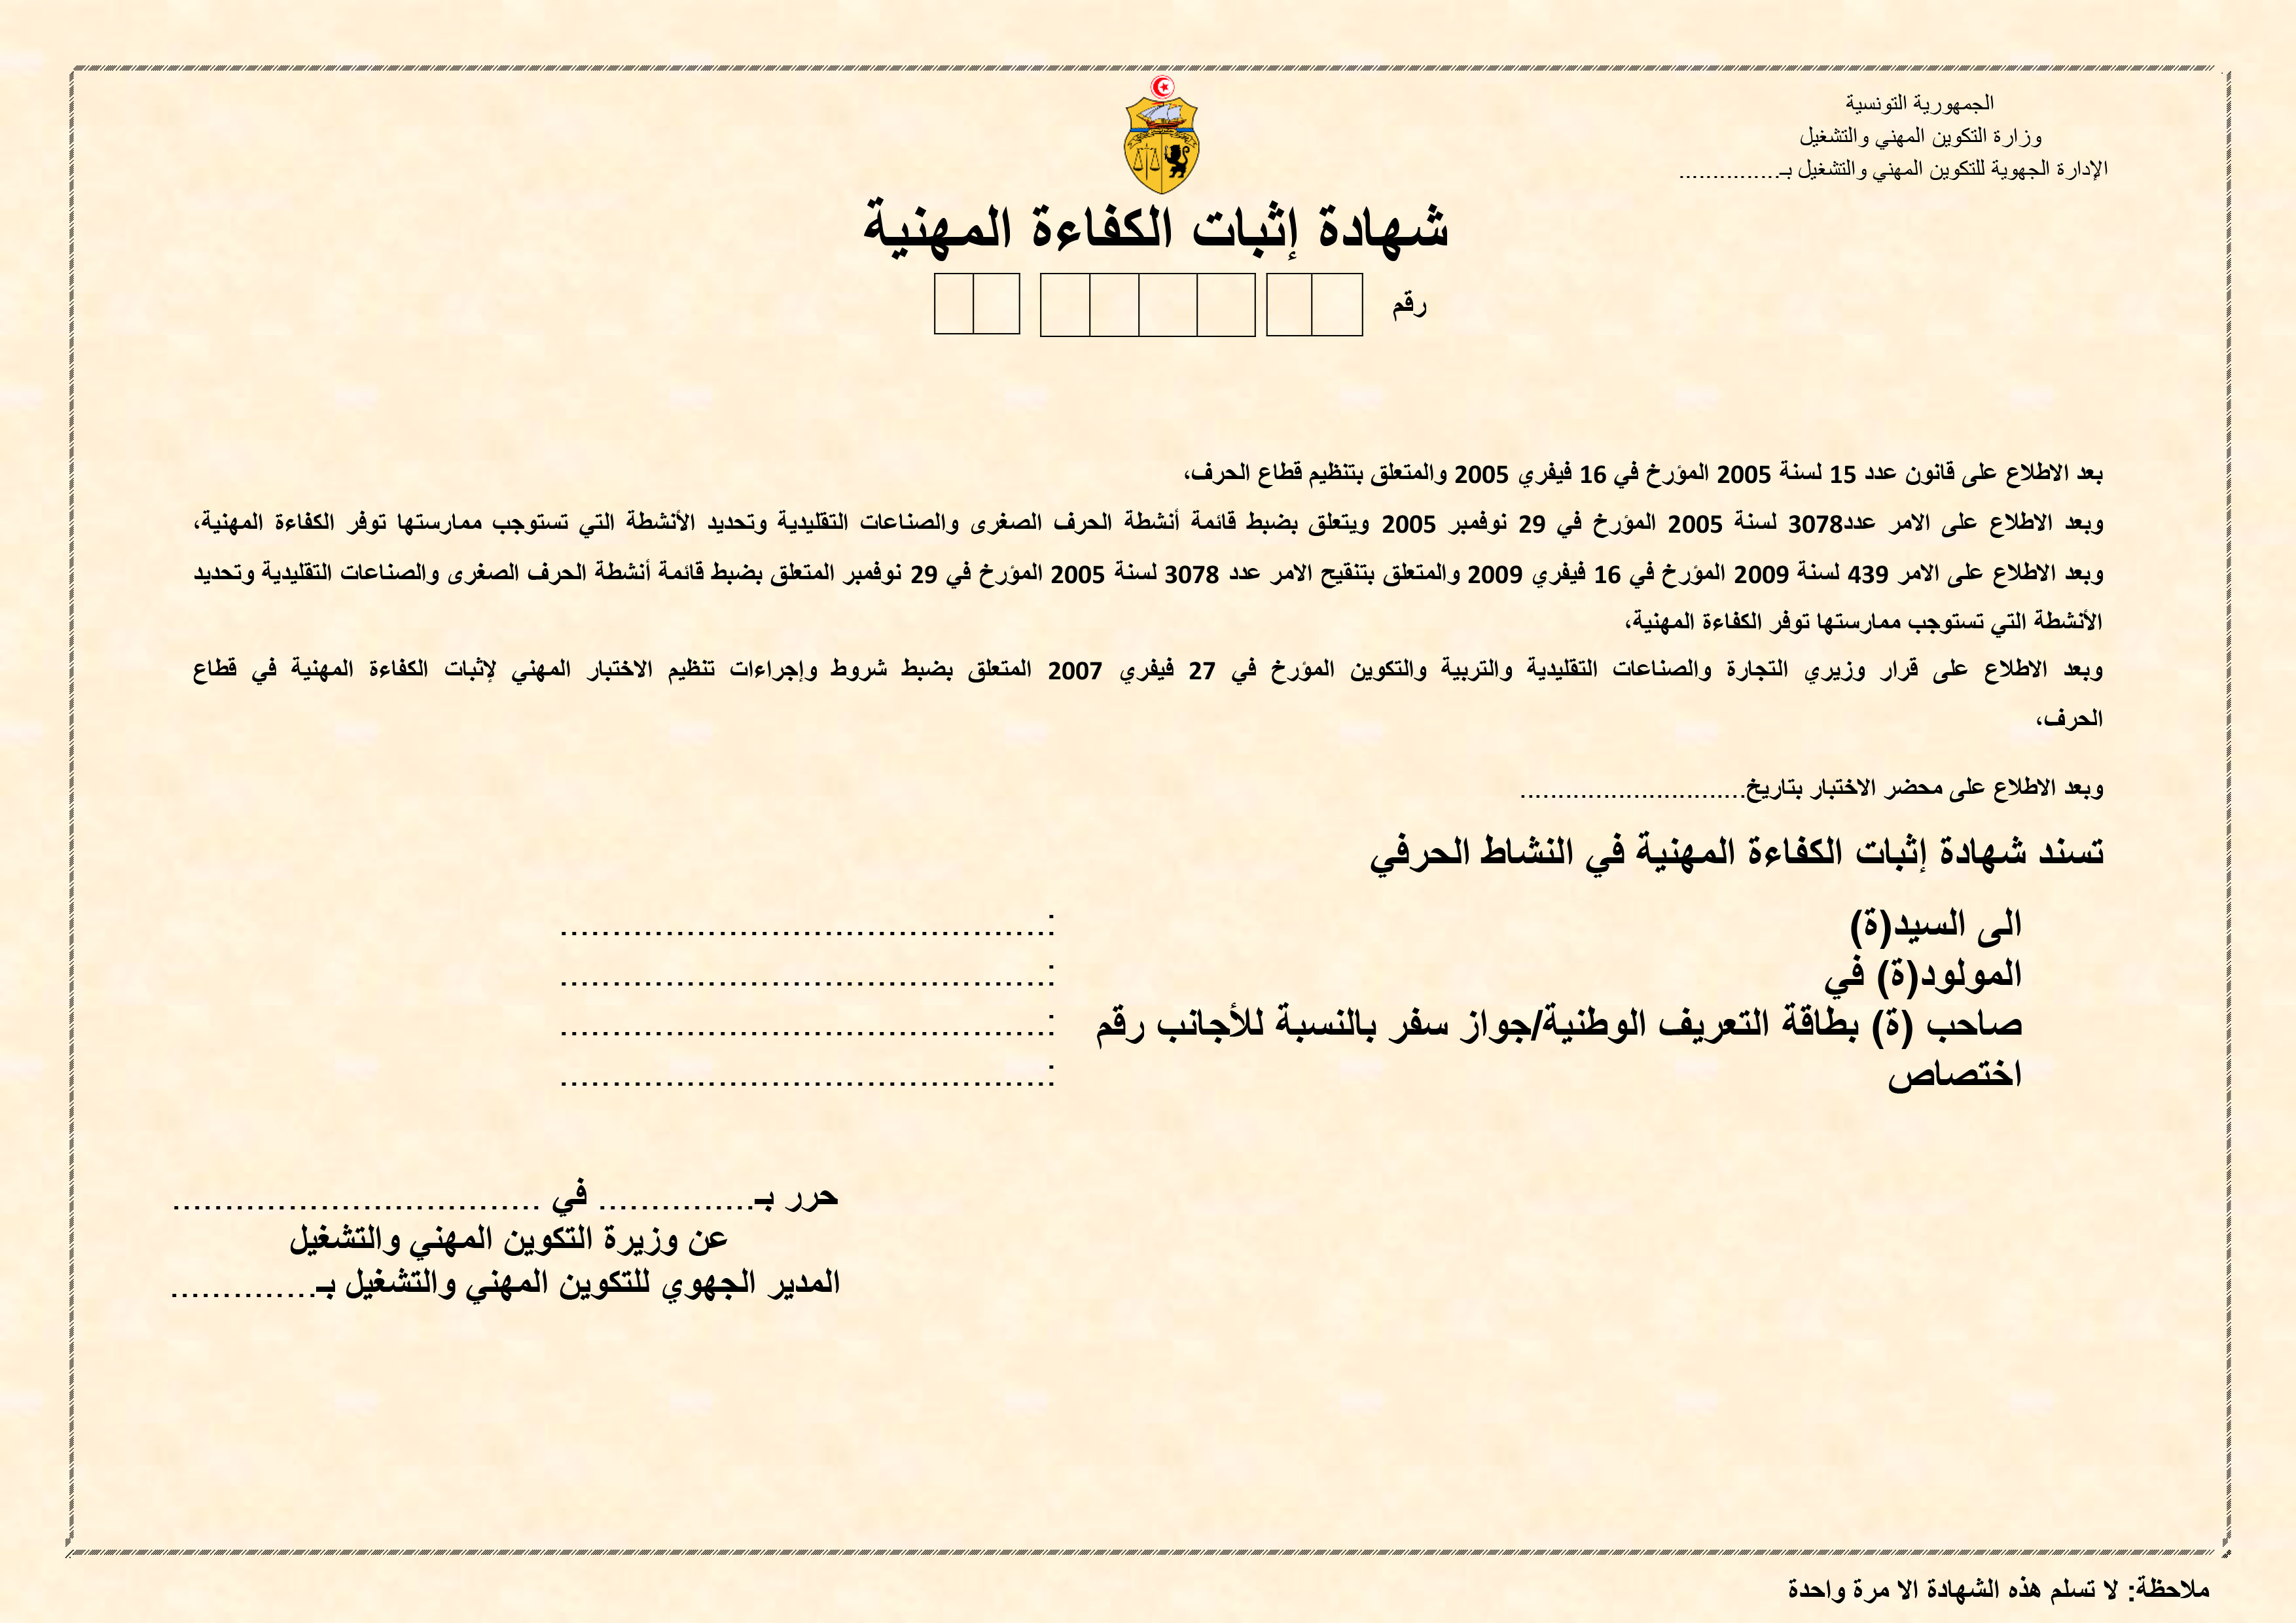 الجمهورية التونسية
وزارة التكوين المهني والتشغيل
الإدارة الجهوية للتكوين المهني والتشغيل بـ...............
شهادة إثبات الكفاءة المهنية
رقم
بعد الاطلاع على قانون عدد 15 لسنة 2005 المؤرخ في 16 فيفري 2005 والمتعلق بتنظيم قطاع الحرف،
وبعد الاطلاع على الامر عدد3078 لسنة 2005 المؤرخ في 29 نوفمبر 2005 ويتعلق بضبط قائمة أنشطة الحرف الصغرى والصناعات التقليدية وتحديد الأنشطة التي تستوجب ممارستها توفر الكفاءة المهنية،
وبعد الاطلاع على الامر 439 لسنة 2009 المؤرخ في 16 فيفري 2009 والمتعلق بتنقيح الامر عدد 3078 لسنة 2005 المؤرخ في 29 نوفمبر المتعلق بضبط قائمة أنشطة الحرف الصغرى والصناعات التقليدية وتحديد
الأنشطة التي تستوجب ممارستها توفر الكفاءة المهنية،
وبعد الاطلاع على قرار وزيري التجارة والصناعات التقليدية والتربية والتكوين المؤرخ في 27 فيفري 2007 المتعلق بضبط شروط وإجراءات تنظيم الاختبار المهني لإثبات الكفاءة المهنية في قطاع
الحرف،
وبعد الاطلاع على محضر الاختبار بتاريخ..............................
تسند شهادة إثبات الكفاءة المهنية في النشاط الحرفي
الى السيد(ة) :...............................................
المولود(ة) في :...............................................
صاحب (ة) بطاقة التعريف الوطنية/جواز سفر بالنسبة للأجانب رقم :...............................................
اختصاص :...............................................
حرر بـ............... في ...................................
عن وزيرة التكوين المهني والتشغيل
المدير الجهوي للتكوين المهني والتشغيل بـ..............
ملاحظة: لا تسلم هذه الشهادة الا مرة واحدة